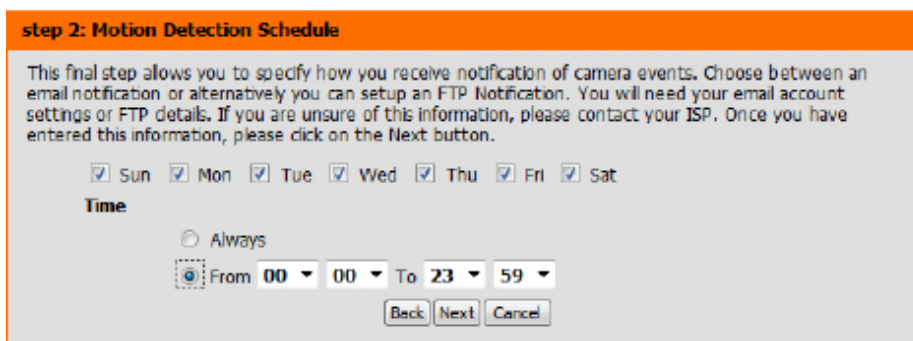 step 2: Motion Detection Schedule
This final step allows you to specify how you receive notification of camera events. Choose between an
email notification or alternatively you can setup an FTP Notification. You will need your email account
settings or FTP details. If you are unsure of this information, please contact your ISP. Once you have
entered this information, please click on the Next button.
Sun Mon Tue Wed Thu Fri Sat
Time
Always
From 00 00 To 23 59
Back Next Cancel